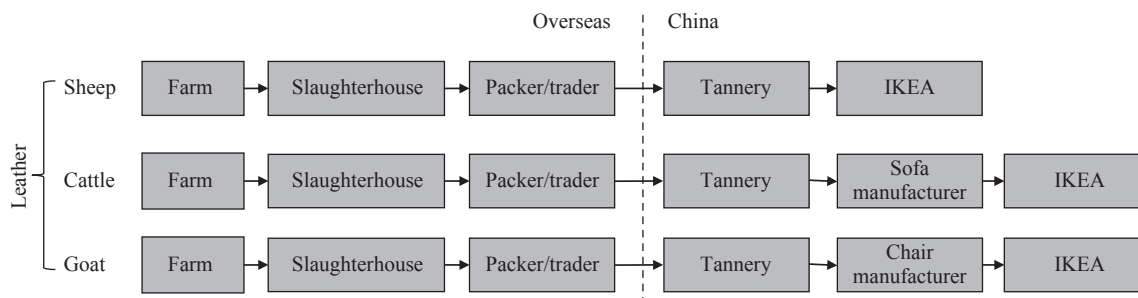 Overseas China
Sheep Farm Slaughterhouse Packer/trader Tannery IKEA
Leather
Cattle Farm Slaughterhouse Packer/trader Tannery Sofa
manufacturer IKEA
Goat Farm Slaughterhouse Packer/trader Tannery Chair
manufacturer IKEA